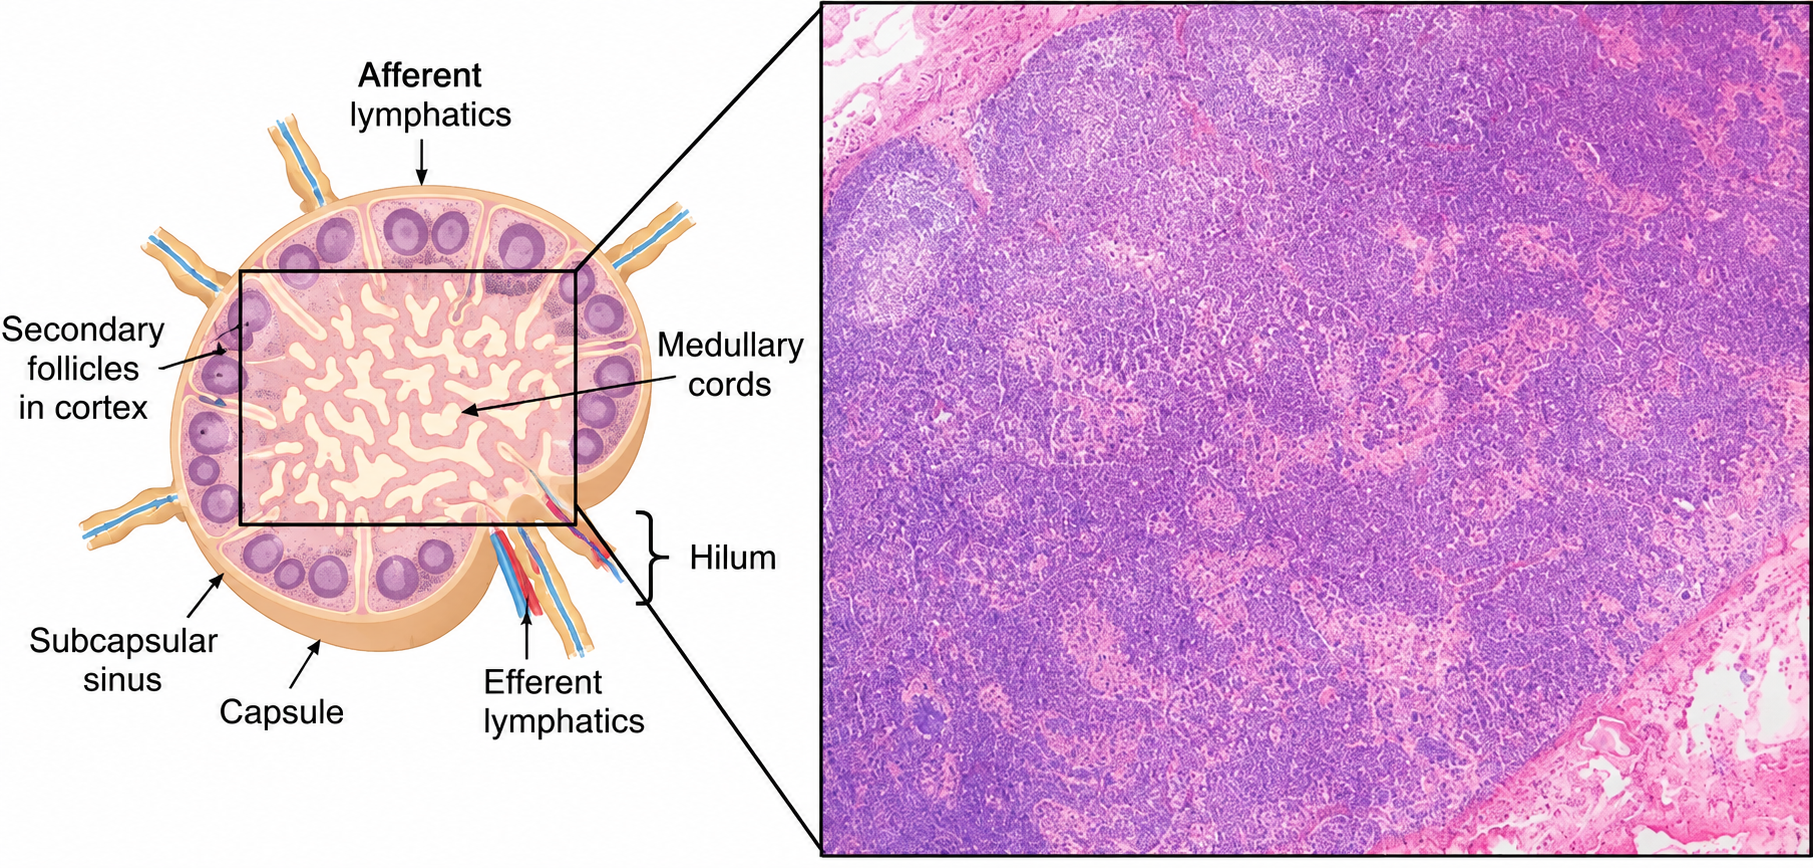 Afferent
lymphatics
Secondary
follicles
in cortex
Medullary
cords
Hilum
Subcapsular
sinus
Capsule
Efferent
lymphatics